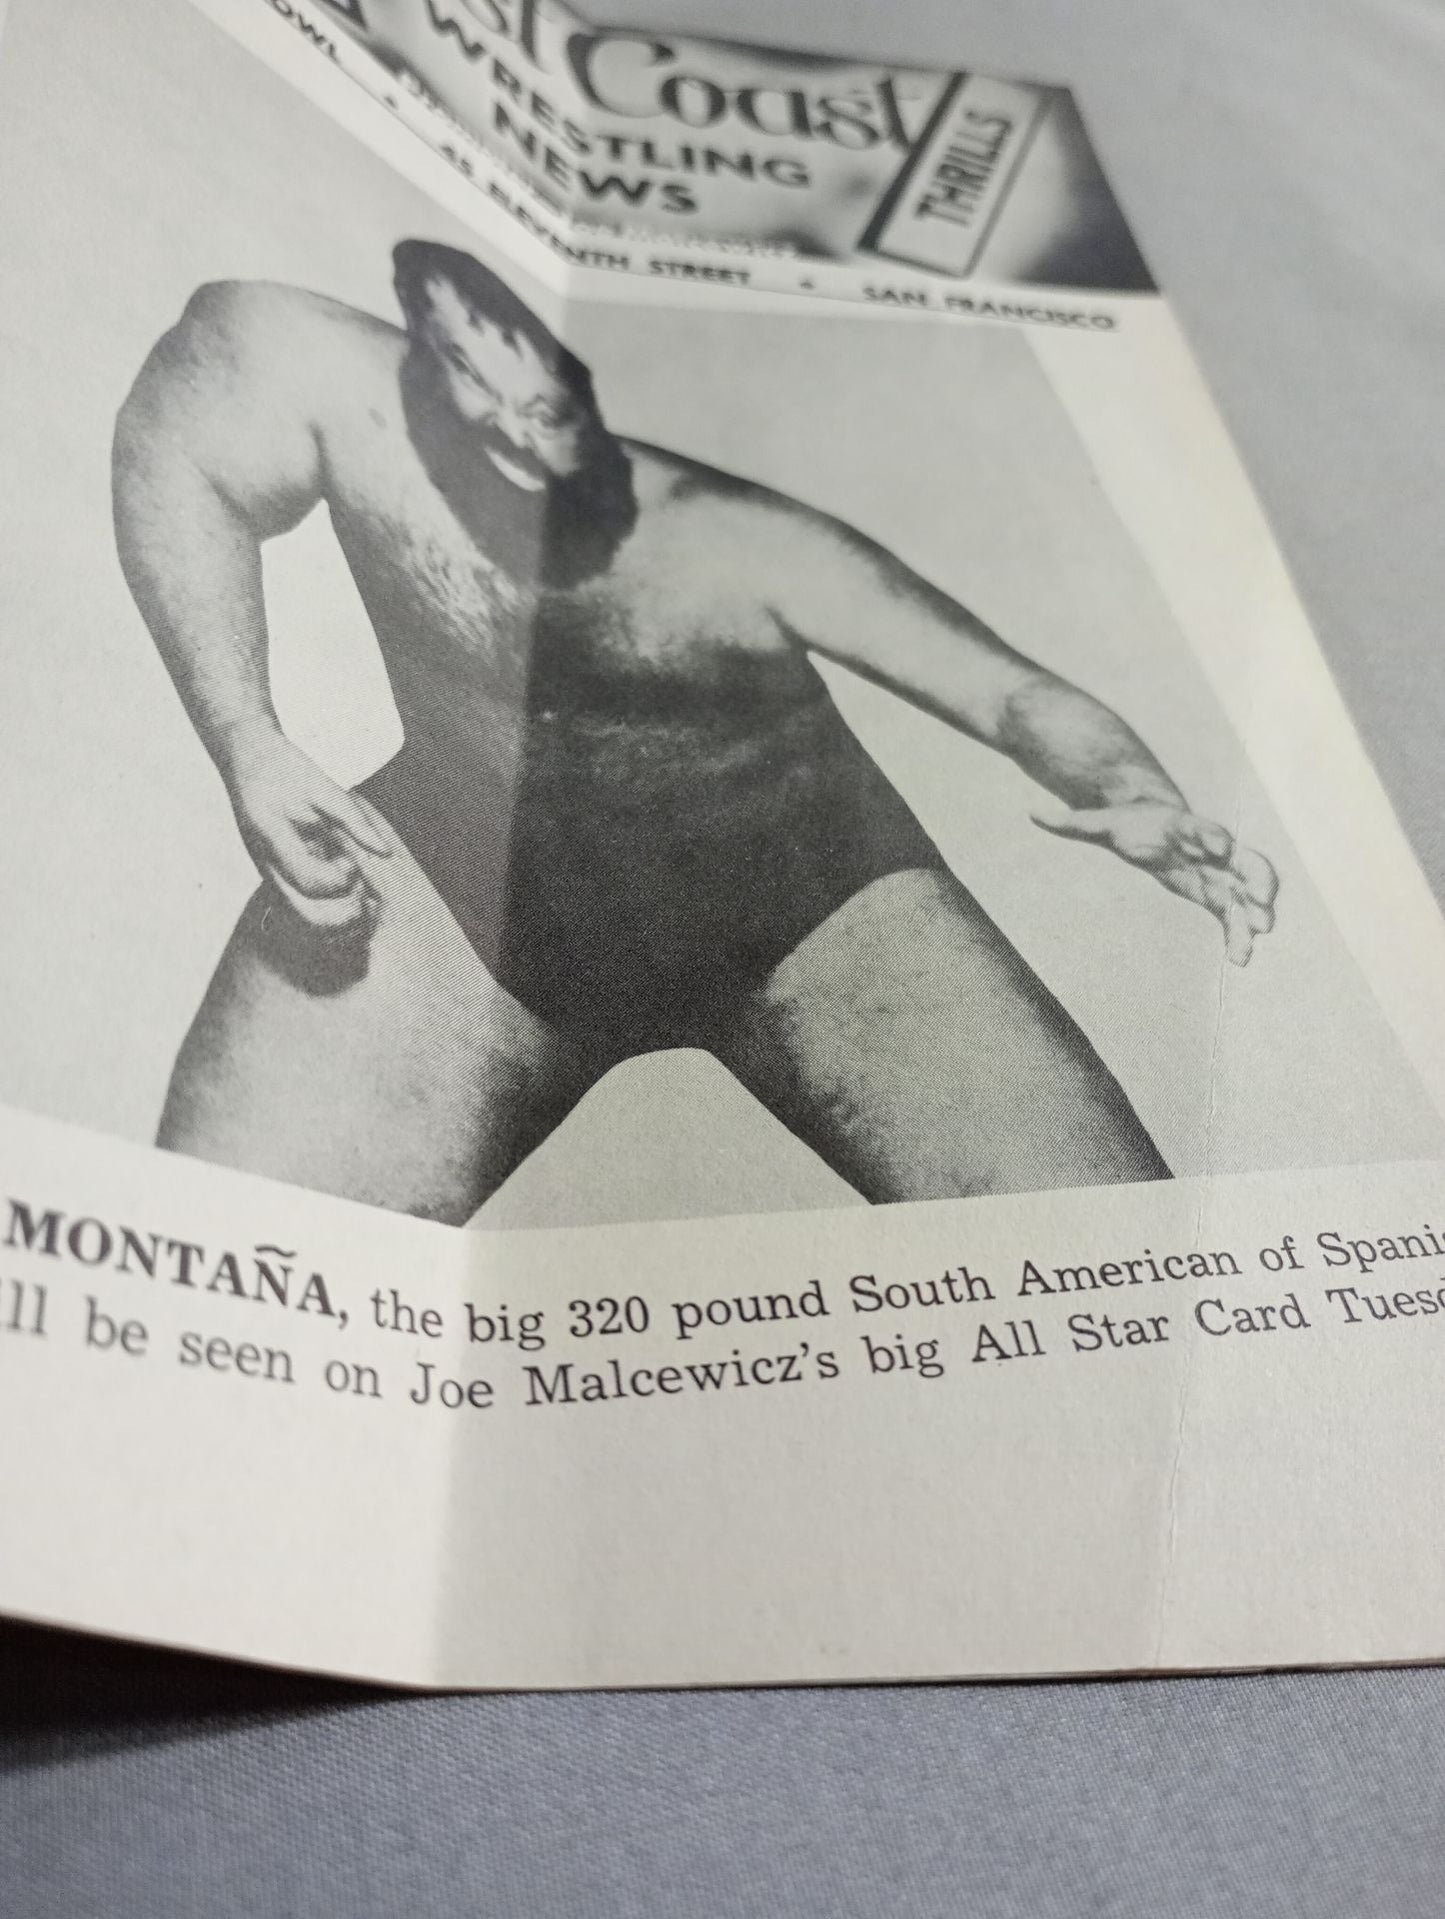 Coast
WRESTLING
NEWS
THRILLS
STREET • SAN FRANCISCO
MONTAÑA, the big 320 pound South American of
be seen on Joe Malcewicz's big All Star Card